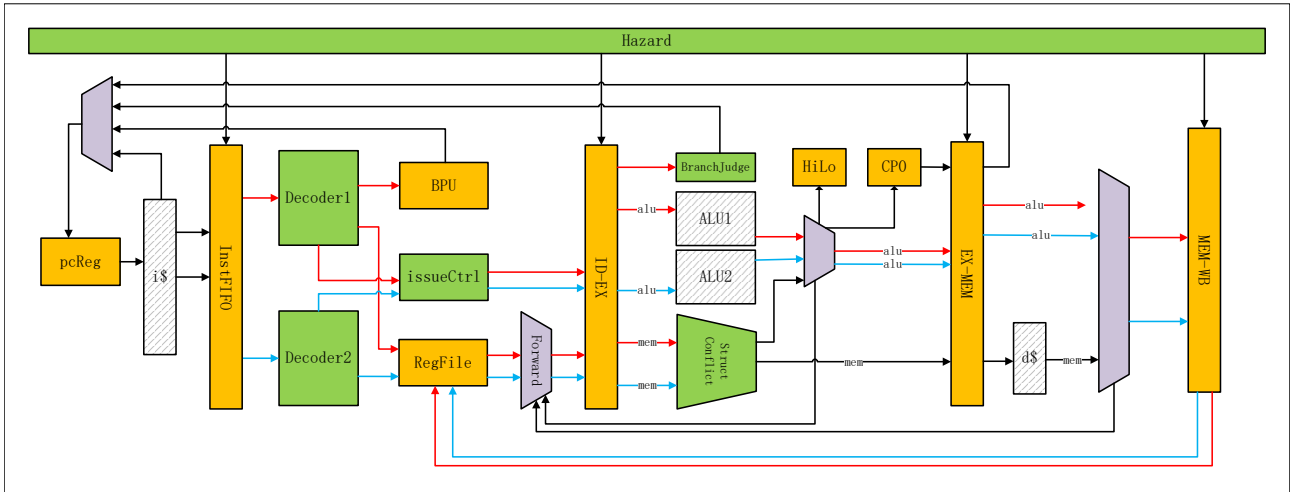 Hazard
pcReg
i$
InstFIFO
Decoder1
Decoder2
BPU
issueCtrl
RegFile
Forward
ID-EX
alu
alu
mem
mem
BranchJudge
ALU1
ALU2
Struct
Conflict
HiLo
CP0
alu
alu
mem
EX-MEM
alu
alu
d$
mem
MEM-WB